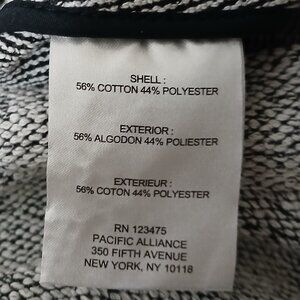 SHELL :
56% COTTON 44% POLYESTER
EXTERIOR :
56% ALGODON 44% POLIESTER
EXTERIEUR :
56% COTON 44% POLYESTER
RN 123475
PACIFIC ALLIANCE
350 FIFTH AVENUE
NEW YORK, NY 10118